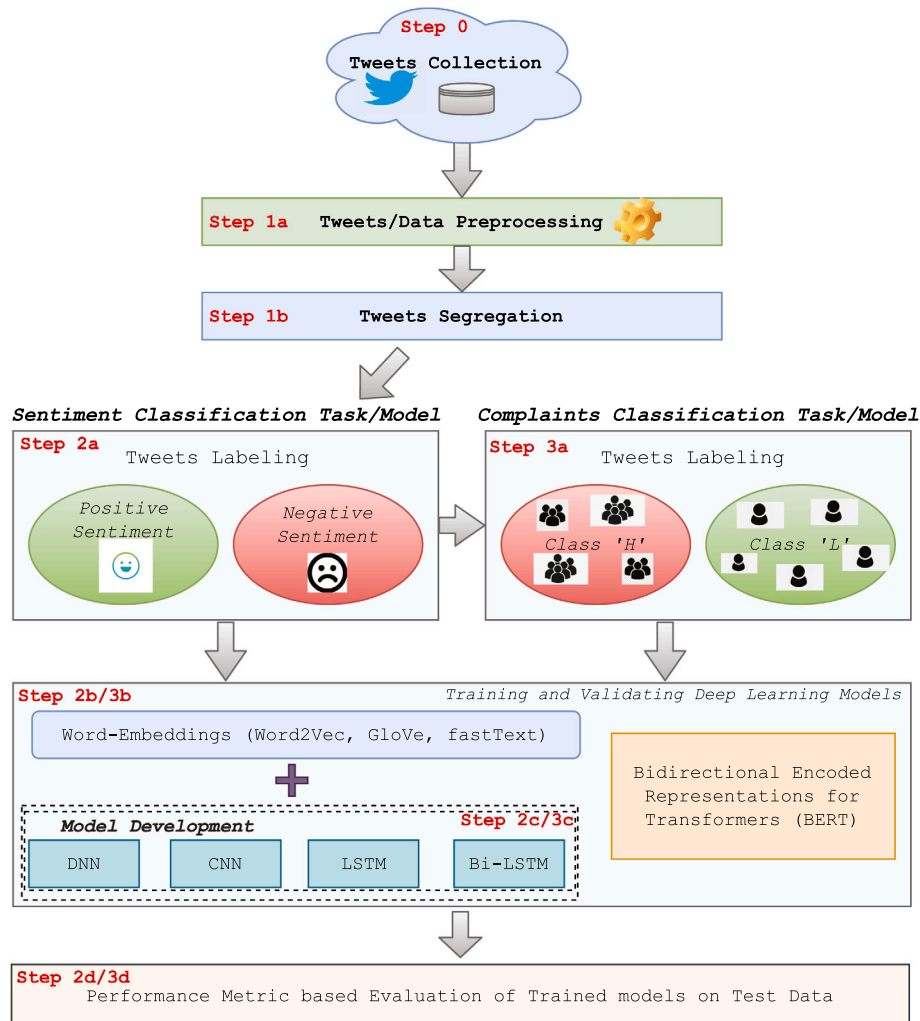 Step 0
Tweets Collection
Step 1a Tweets/Data Preprocessing
Step 1b Tweets Segregation
Sentiment Classification Task/Model
Step 2a
Tweets Labeling
Positive
Sentiment
Negative
Sentiment
Complaints Classification Task/Model
Step 3a
Tweets Labeling
Class 'H'
Class 'L'
Step 2b/3b
Training and Validating Deep Learning Models
Word-Embeddings (Word2Vec, GloVe, fastText)
Model Development
Step 2c/3c
DNN
CNN
LSTM
Bi-LSTM
Bidirectional Encoded
Representations for
Transformers (BERT)
Step 2d/3d
Performance Metric based Evaluation of Trained models on Test Data